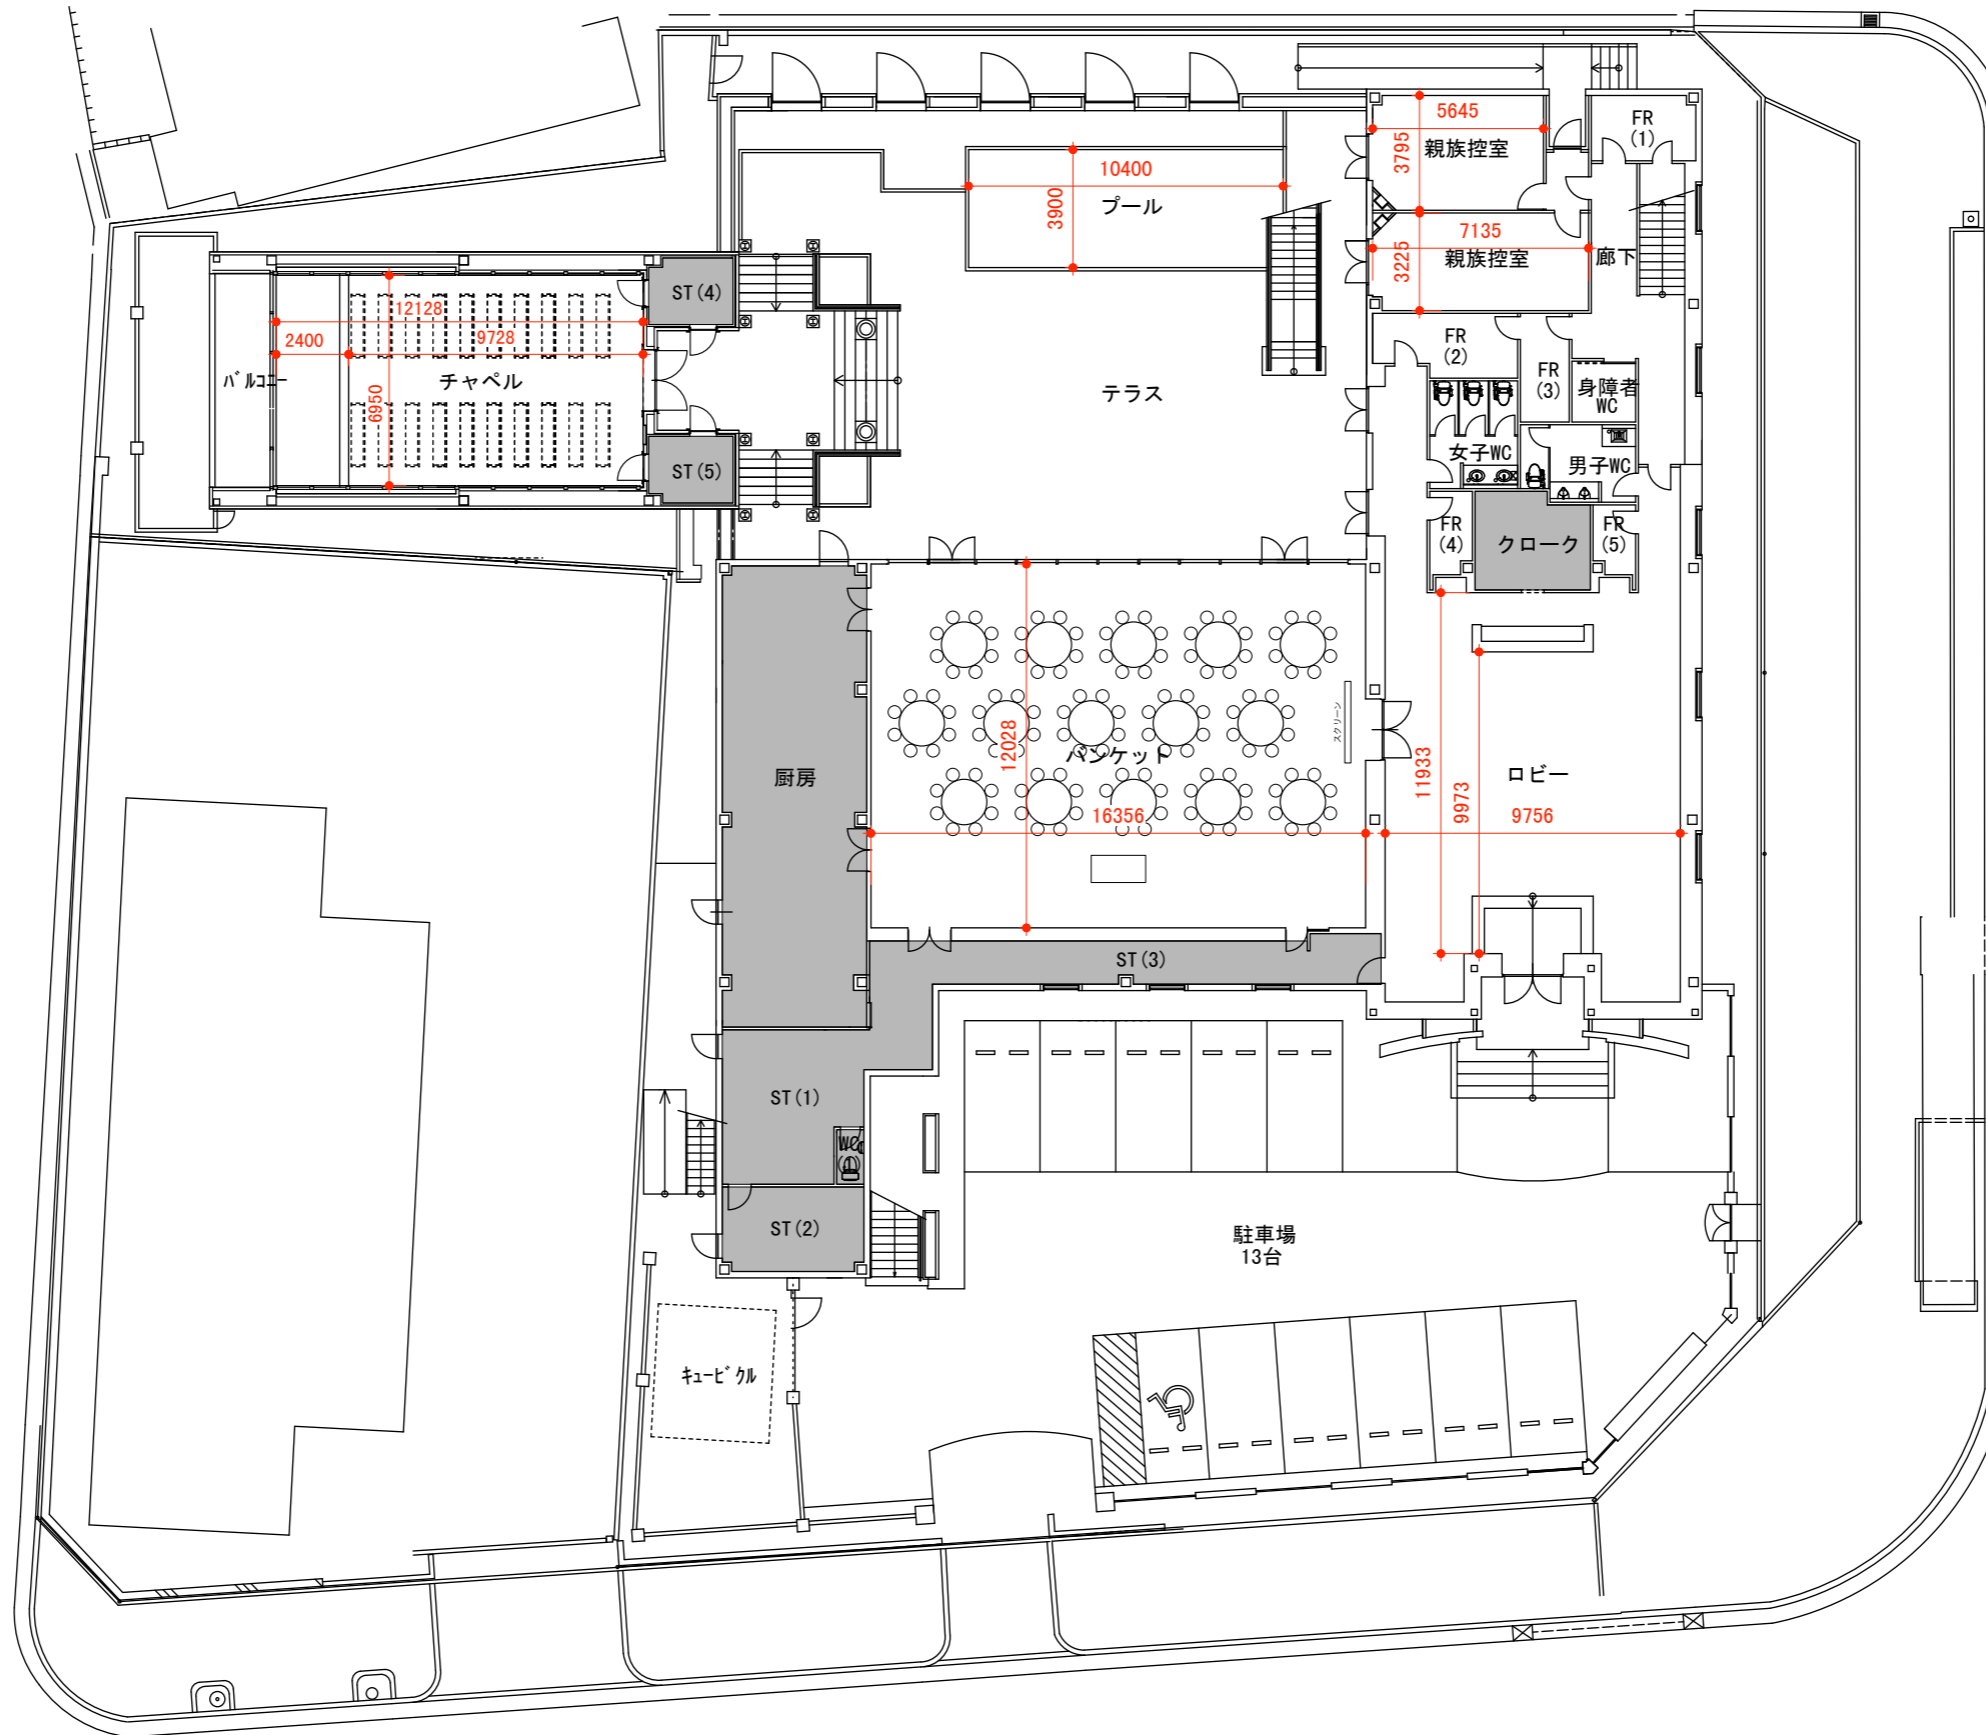 FR
(1)
5645
3795
親族控室
10400
3900
プール
7135
3225
親族控室
廊下
ST(4)
12128
2400
9728
バルコニー
チャペル
6950
テラス
FR
(2)
FR
(3)
身障者
WC
女子WC
男子WC
ST(5)
FR
(4)
クローク
FR
(5)
スクリーン
12028
バンケット
厨房
16356
11933
9973
ロビー
9756
ST(3)
ST(1)
WC
ST(2)
駐車場
13台
キュービクル